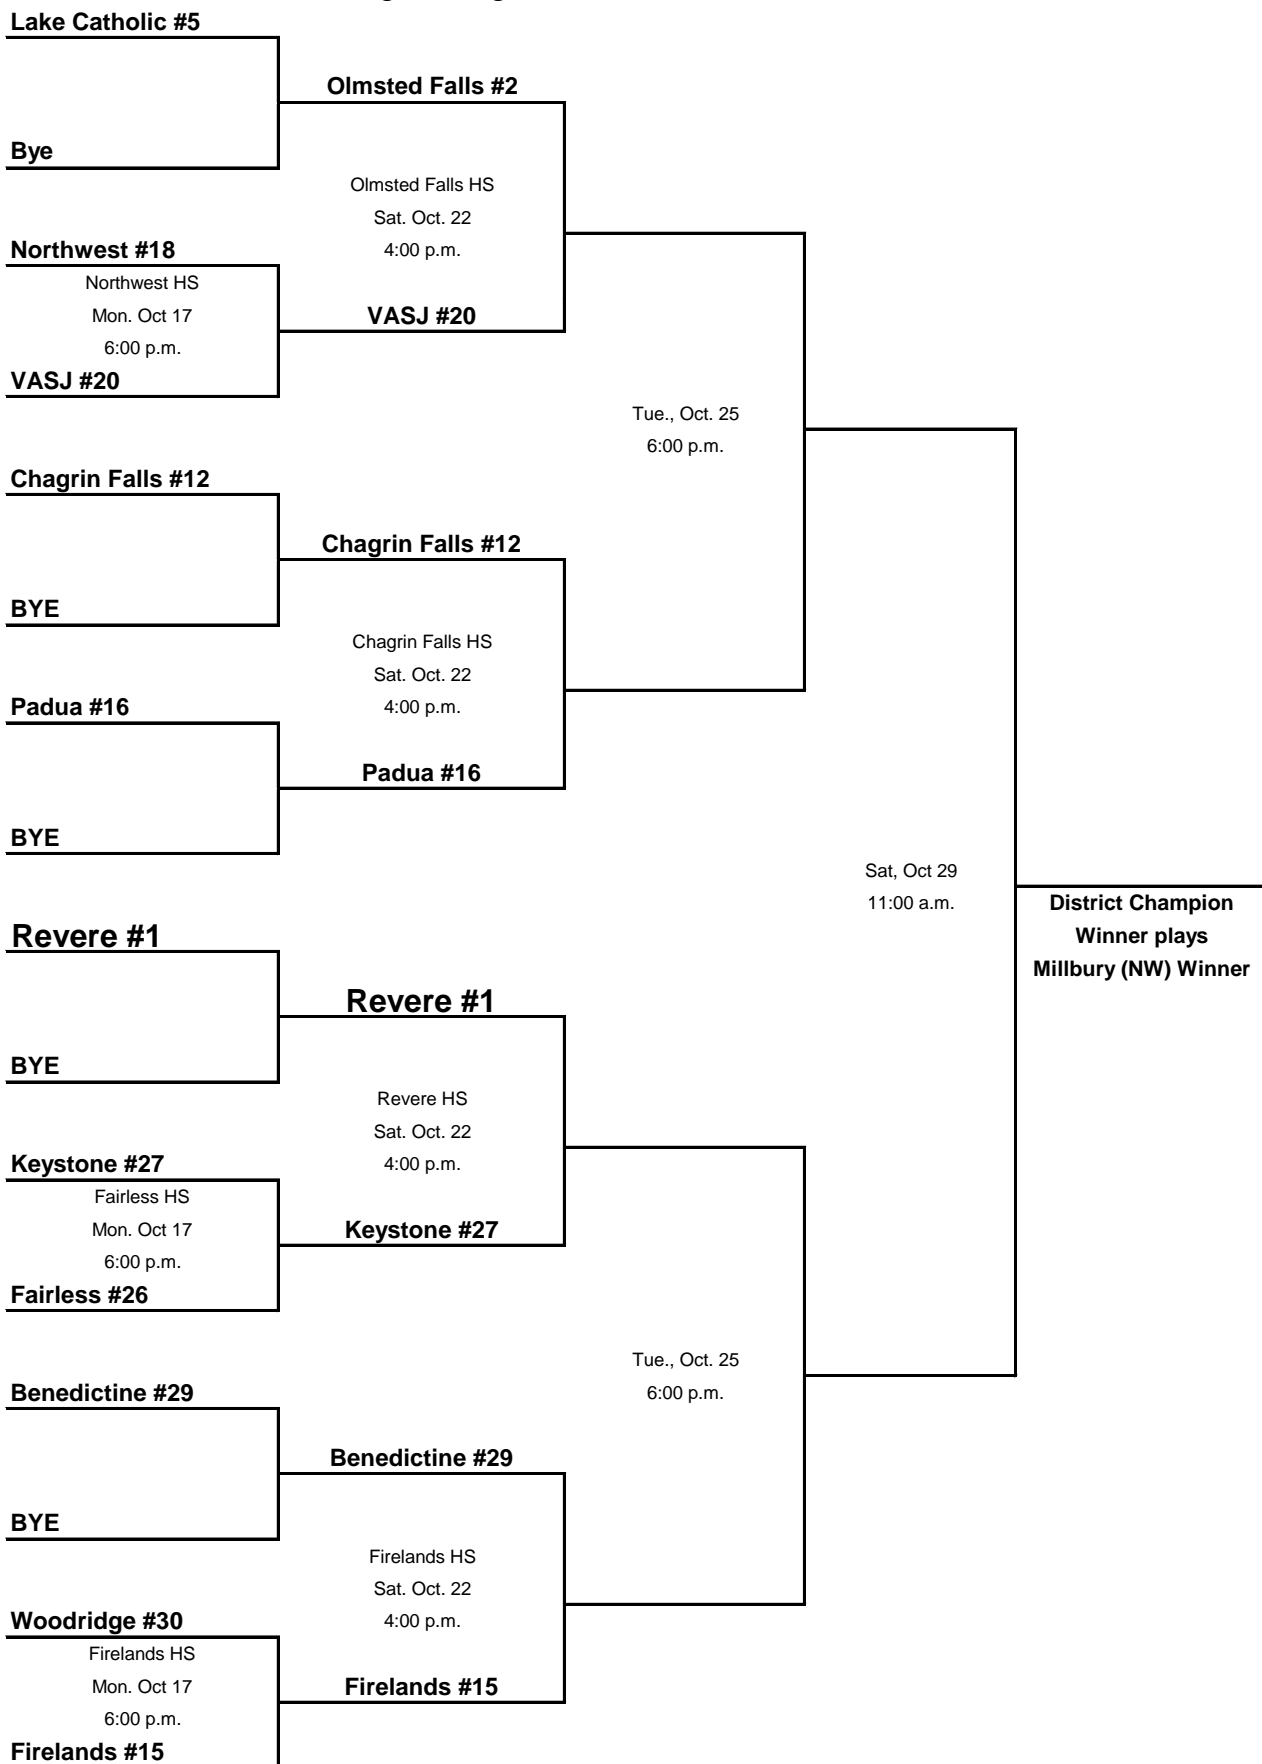 Lake Catholic #5
Olmsted Falls #2
Bye
Olmsted Falls HS
Sat. Oct. 22
4:00 p.m.
Northwest #18
Northwest HS
Mon. Oct 17
6:00 p.m.
VASJ #20
VASJ #20
Tue., Oct. 25
6:00 p.m.
Chagrin Falls #12
Chagrin Falls #12
BYE
Chagrin Falls HS
Sat. Oct. 22
4:00 p.m.
Padua #16
Padua #16
BYE
Sat, Oct 29
11:00 a.m.
District Champion
Winner plays
Millbury (NW) Winner
Revere #1
Revere #1
BYE
Revere HS
Sat. Oct. 22
4:00 p.m.
Keystone #27
Fairless HS
Mon. Oct 17
6:00 p.m.
Keystone #27
Fairless #26
Tue., Oct. 25
6:00 p.m.
Benedictine #29
Benedictine #29
BYE
Firelands HS
Sat. Oct. 22
4:00 p.m.
Woodridge #30
Firelands HS
Mon. Oct 17
6:00 p.m.
Firelands #15
Firelands #15